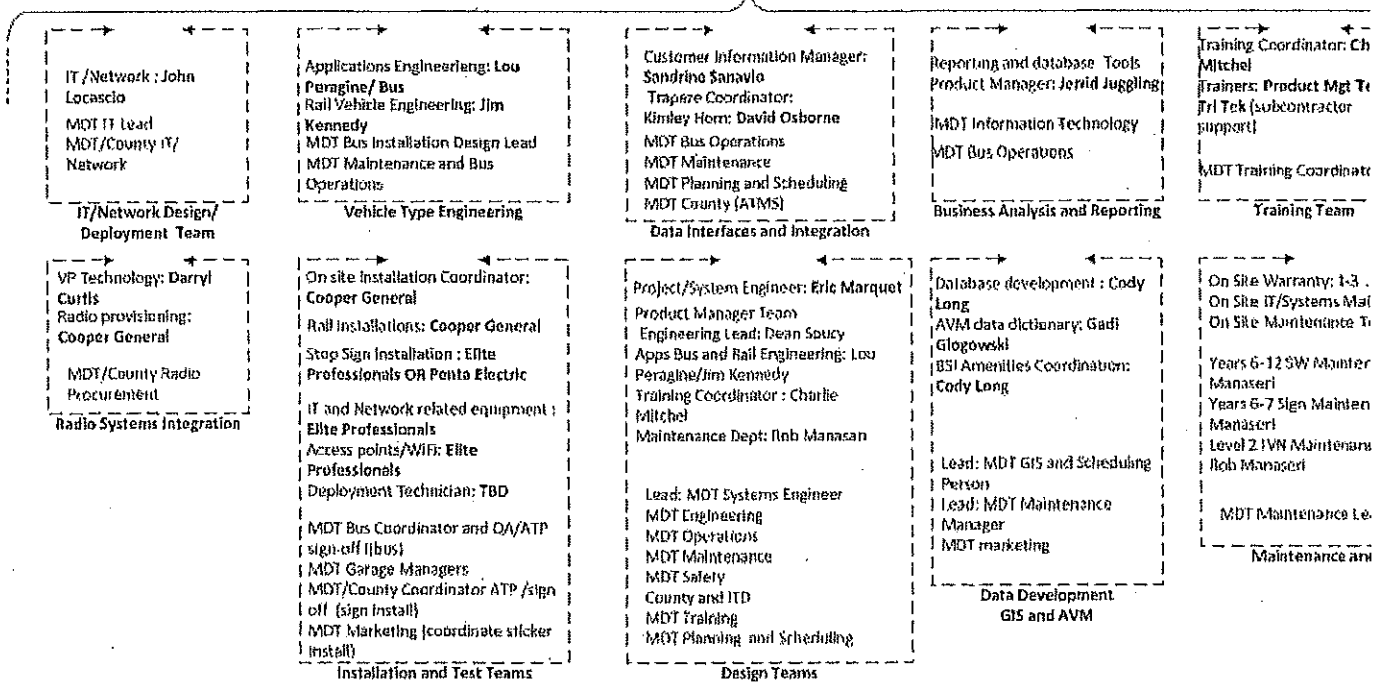 IT/Network : John
Locascio
MDT IT Lead
MDT/County IT/
Network
IT/Network Design/
Deployment Team
Applications Engineerieng: Lou
Peragine/ Bus
Rail Vehicle Engineering: Jim
Kennedy
MDT Bus Installation Design Lead
MDT Maintenance and Bus
Operations
Vehicle Type Engineering
Customer Information Manager:
Sandrine Sanavio
Trapeze Coordinator:
Kimley Horn: David Osborne
MDT Bus Operations
MDT Maintenance
MDT Planning and Scheduling
MDT County (ATMS)
Data Interfaces and Integration
Reporting and database Tools
Product Manager: Juggling
MDT Information Technology
MDT Bus Operations
Business Analysis and Reporting
Training Coordinator: Ch
Mitchel
Trainers: Product Mgt Te
Tri Tek (subcontractor
support)
MDT Training Coordinato
Training Team
VP Technology: Darryl
Curtis
Radio provisioning:
Cooper General
MDT/County Radio
Procurement
Radio Systems Integration
On site Installation Coordinator:
Cooper General
Rail Installations: Cooper General
Stop Sign Installation : Elite
Professionals OR Penta Electric
IT and Network related equipment :
Elite Professionals
Access points/WiFi: Elite
Professionals
Deployment Technician: TBD
MDT Bus Coordinator and QA/ATP
sign-off (bus)
MDT Garage Managers
MDT/County Coordinator ATP /sign
off (sign install)
MDT Marketing (coordinate sticker
install)
Installation and Test Teams
Project/System Engineer: Eric Marquet
Product Manager Team
Engineering Lead: Dean Soucy
Apps Bus and Rail Engineering: Lou
Peragine/Jim Kennedy
Training Coordinator : Charlie
Mitchel
Maintenance Dept: Rob Manasan
Lead: MDT Systems Engineer
MDT Engineering
MDT Operations
MDT Maintenance
MDT Safety
County and ITD
MDT Training
MDT Planning and Scheduling
Design Teams
Database development : Cody
Long
AVM data dictionary: Gadi
Glogowski
BSI Amenities Coordination:
Cody Long
Lead: MDT GIS and Scheduling
Person
Lead: MDT Maintenance
Manager
MDT marketing
Data Development
GIS and AVM
On Site Warranty: 1-3
On Site IT/Systems Mai
On Site Maintenance Te
Years 6-12 SW Mainten
Manaseri
Years 6-7 Sign Mainten
Manaseri
Level 2 IVN Maintenan
Rob Manaseri
MDT Maintenance Le
Maintenance and